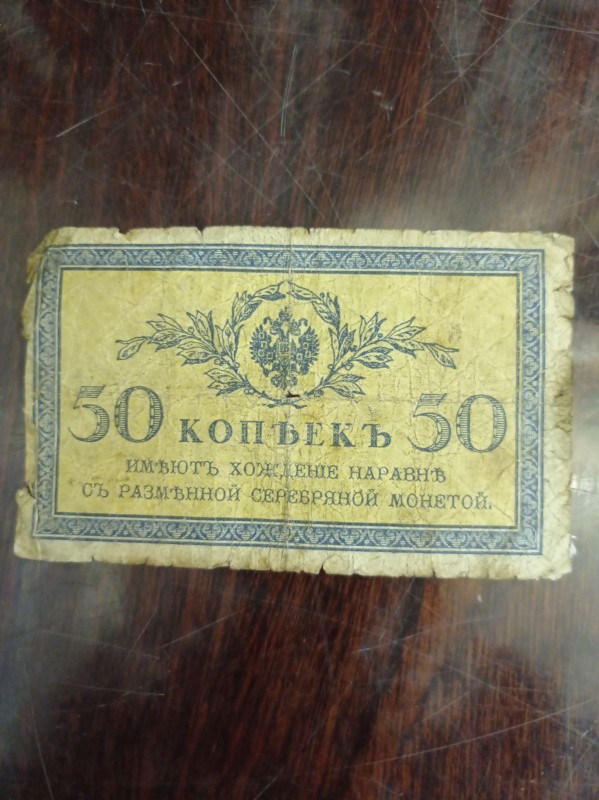 50 КОПѢЕКЪ 50
ИМѢЮТЪ ХОЖДЕНІЕ НАРАВНѢ
СЪ РАЗМѢННОЙ СЕРЕБРЯНОЙ МОНЕТОЙ.